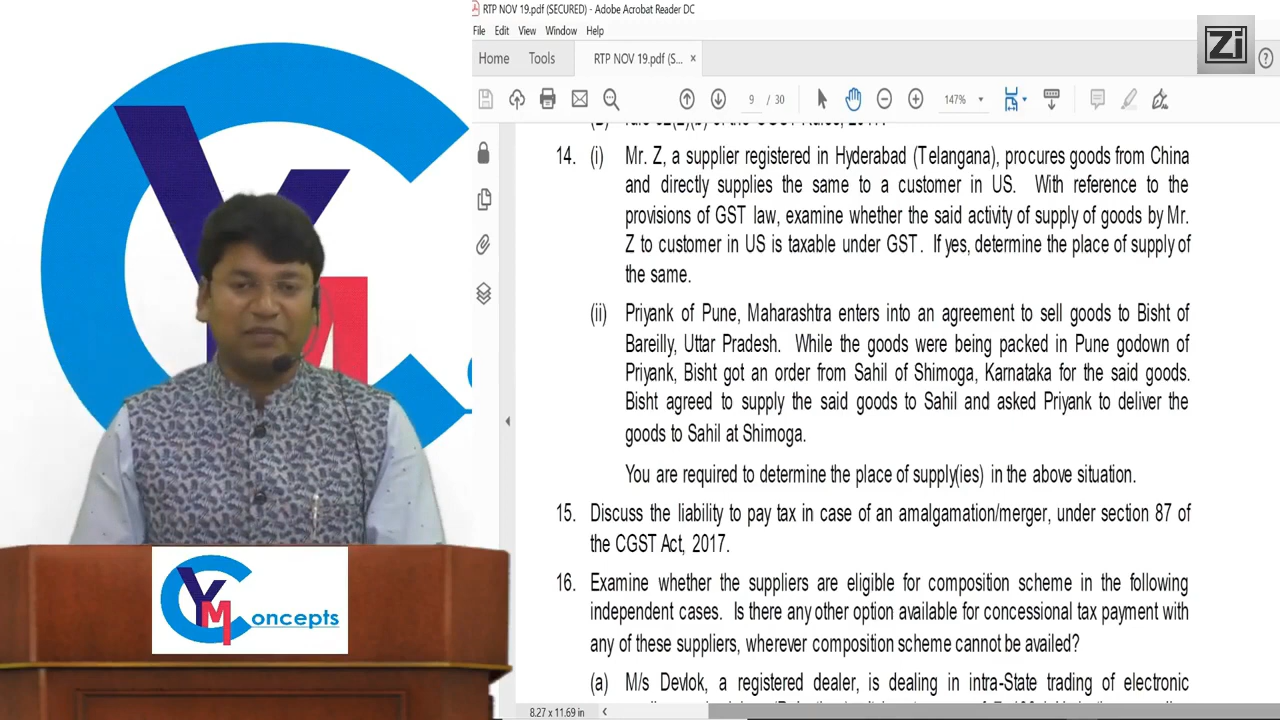 RTP NOV 19.pdf (SECURED) - Adobe Acrobat Reader DC
File Edit View Window Help
Zi
Home Tools RTP NOV 19.pdf (S... ×
9 / 30 147%
14. (i) Mr. Z, a supplier registered in Hyderabad (Telangana), procures goods from China
and directly supplies the same to a customer in US. With reference to the
provisions of GST law, examine whether the said activity of supply of goods by Mr.
Z to customer in US is taxable under GST. If yes, determine the place of supply of
the same.
(ii) Priyank of Pune, Maharashtra enters into an agreement to sell goods to Bisht of
Bareilly, Uttar Pradesh. While the goods were being packed in Pune godown of
Priyank, Bisht got an order from Sahil of Shimoga, Karnataka for the said goods.
Bisht agreed to supply the said goods to Sahil and asked Priyank to deliver the
goods to Sahil at Shimoga.
You are required to determine the place of supply(ies) in the above situation.
15. Discuss the liability to pay tax in case of an amalgamation/merger, under section 87 of
the CGST Act, 2017.
16. Examine whether the suppliers are eligible for composition scheme in the following
independent cases. Is there any other option available for concessional tax payment with
any of these suppliers, wherever composition scheme cannot be availed?
(a) M/s Devlok, a registered dealer, is dealing in intra-State trading of electronic
8.27 x 11.69 in
YM
YM
Concepts